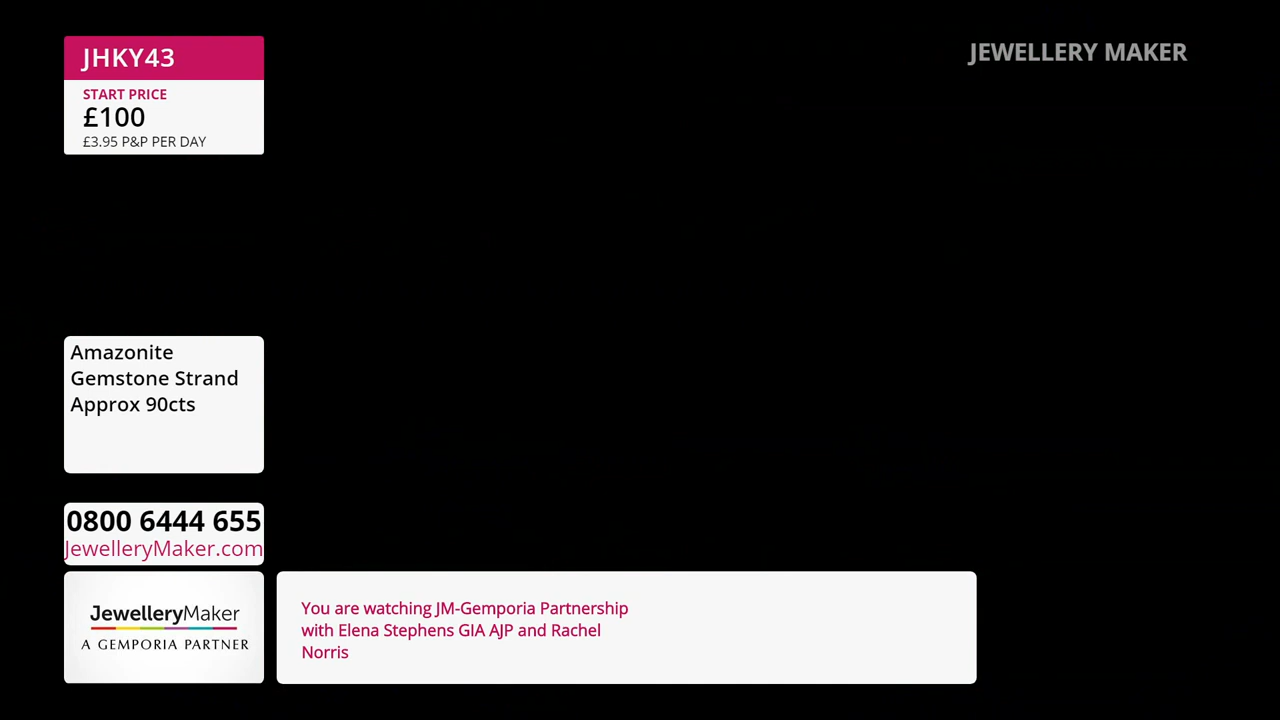 JHKY43
START PRICE
£100
£3.95 P&P PER DAY
JEWELLERY MAKER
Amazonite
Gemstone Strand
Approx 90cts
0800 6444 655
JewelleryMaker.com
JewelleryMaker
A GEMPORIA PARTNER
You are watching JM-Gemporia Partnership
with Elena Stephens GIA AJP and Rachel
Norris